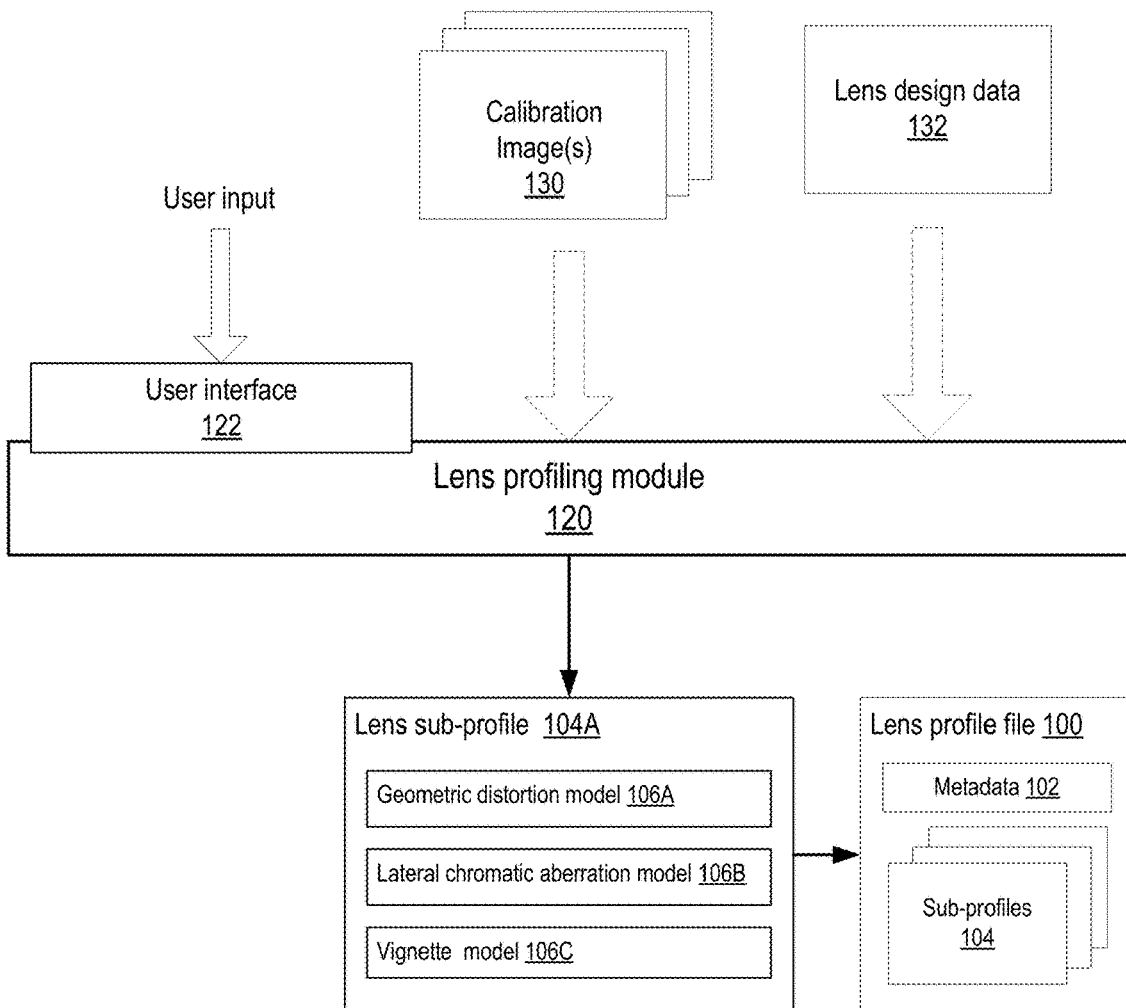 Calibration
Image(s)
130
Lens design data
132
User input
User interface
122
Lens profiling module
120
Lens sub-profile 104A
Geometric distortion model 106A
Lateral chromatic aberration model 106B
Vignette model 106C
Lens profile file 100
Metadata 102
Sub-profiles
104